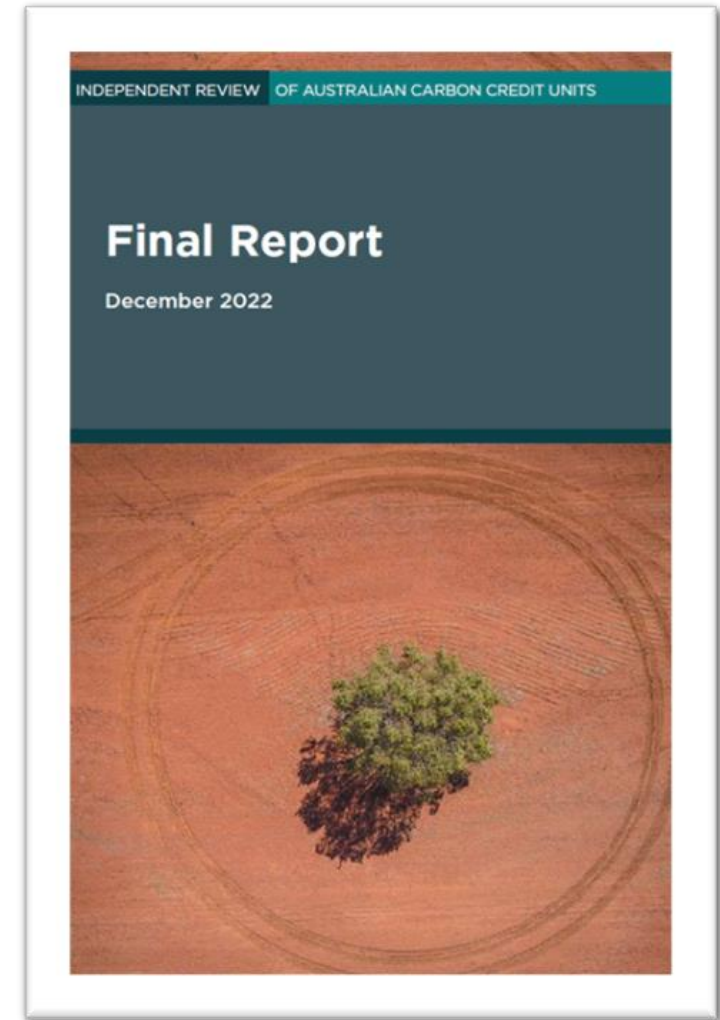 INDEPENDENT REVIEW OF AUSTRALIAN CARBON CREDIT UNITS
Final Report
December 2022